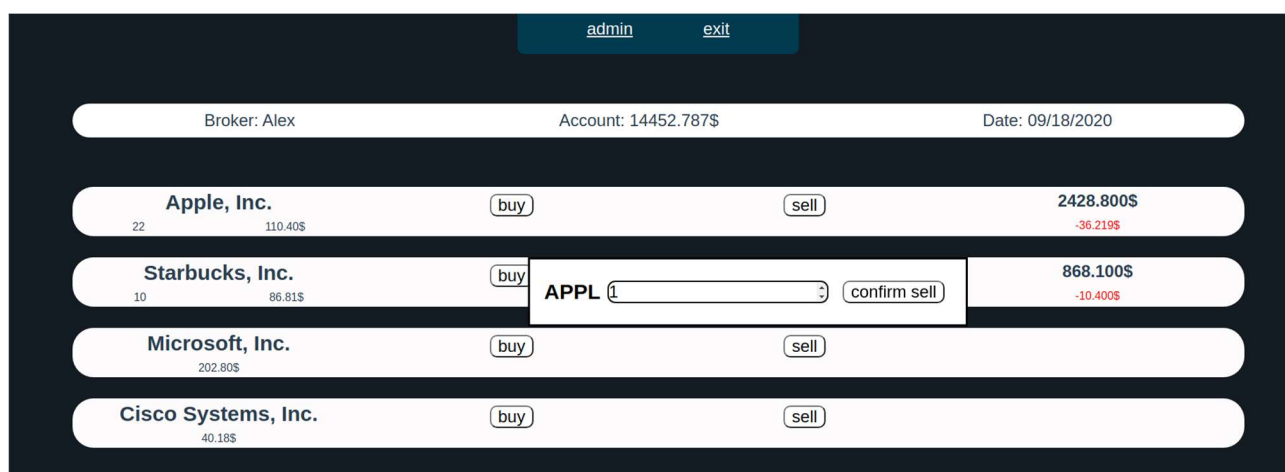 admin exit
Broker: Alex Account: 14452.787$ Date: 09/18/2020
Apple, Inc. buy sell 2428.800$
22 110.40$ -36.219$
Starbucks, Inc. buy 868.100$
10 86.81$ -10.400$
APPL 1 confirm sell
Microsoft, Inc. buy sell
202.80$
Cisco Systems, Inc. buy sell
40.18$